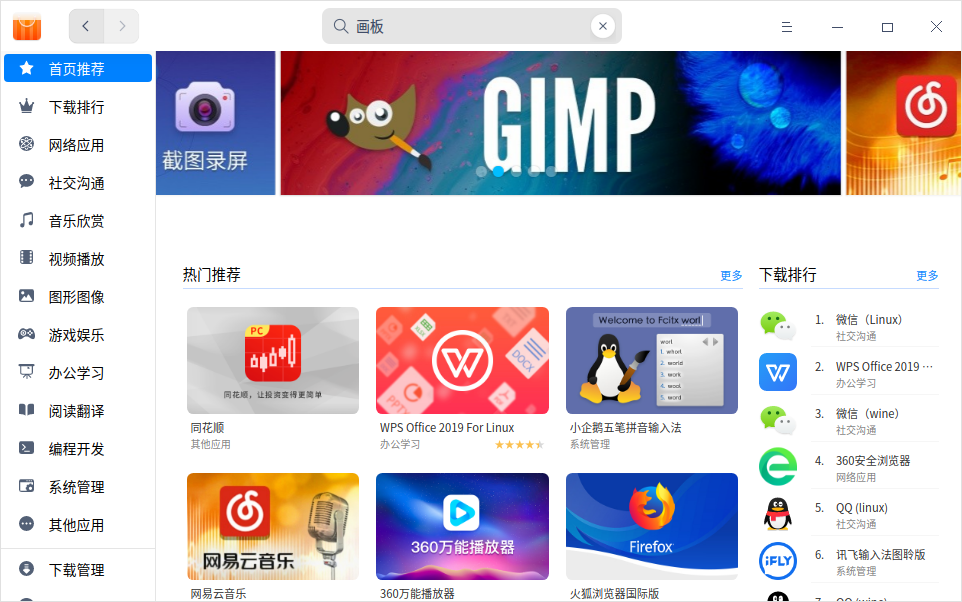 画板
首页推荐
下载排行
网络应用
社交沟通
音乐欣赏
视频播放
图形图像
游戏娱乐
办公学习
阅读翻译
编程开发
系统管理
其他应用
下载管理
截图录屏
GIMP
热门推荐
更多
PC
同花顺，让投资变得更简单
同花顺
其他应用
W
PPTX
DOCX
WPS Office 2019 For Linux
办公学习
Welcome to Fcitx worl
worl
1. whorl
2. world
3. work
4. wool
5. word
小企鹅五笔拼音输入法
系统管理
网易云音乐
网易云音乐
360万能播放器
360万能播放器
Firefox
火狐浏览器国际版
下载排行
更多
1. 微信（Linux）
社交沟通
2. WPS Office 2019 ···
办公学习
3. 微信（wine）
社交沟通
4. 360安全浏览器
网络应用
5. QQ (linux)
社交沟通
iFLY
6. 讯飞输入法图聆版
系统管理
7. QQ (wine)